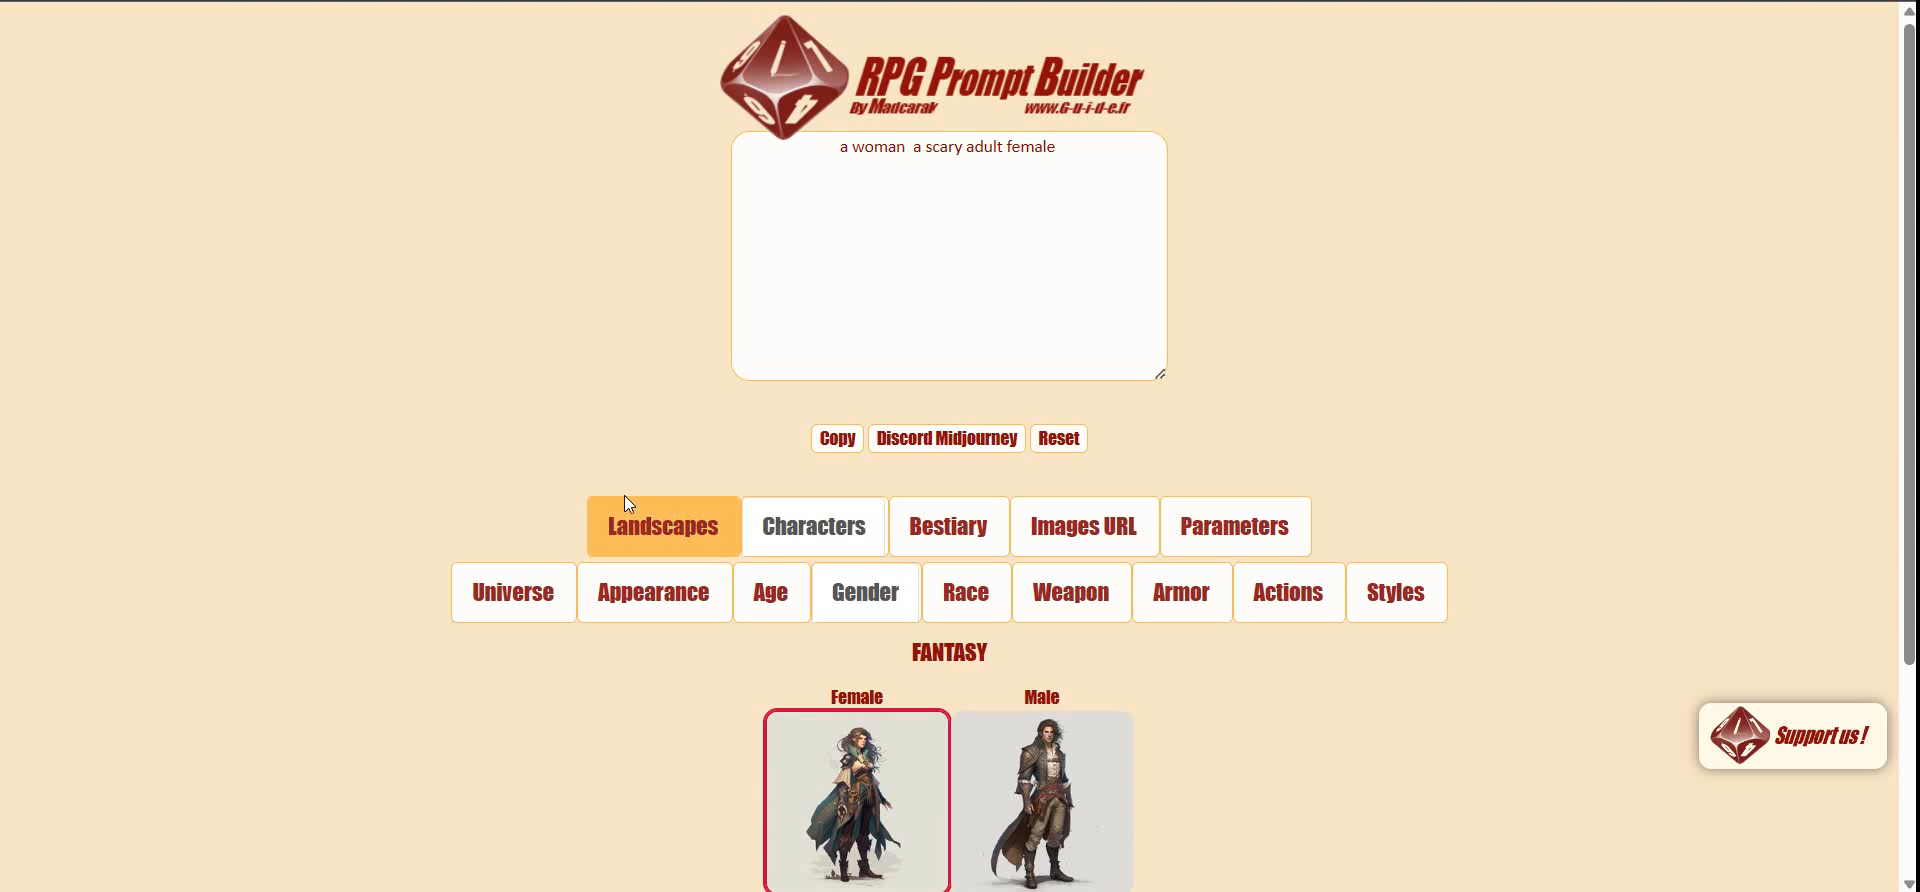 RPG Prompt Builder
By Madcarak www.G-u-i-d-e.fr
a woman  a scary adult female
Copy Discord Midjourney Reset
Landscapes Characters Bestiary Images URL Parameters
Universe Appearance Age Gender Race Weapon Armor Actions Styles
FANTASY
Female Male
Support us !